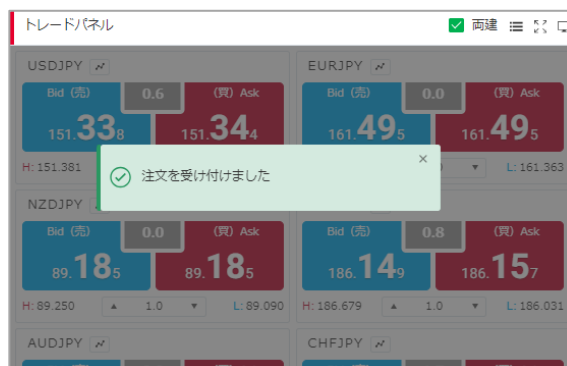 トレードパネル
両建
USDJPY
EURJPY
Bid (売) 0.6 (買) Ask
Bid (売) 0.0 (買) Ask
151.338 151.344
161.495 161.495
H: 151.381
L: 161.363
注文を受け付けました
NZDJPY
Bid (売) 0.0 (買) Ask
Bid (売) 0.8 (買) Ask
89.185 89.185
186.149 186.157
H: 89.250 1.0 L: 89.090
H: 186.679 1.0 L: 186.031
AUDJPY
CHFJPY